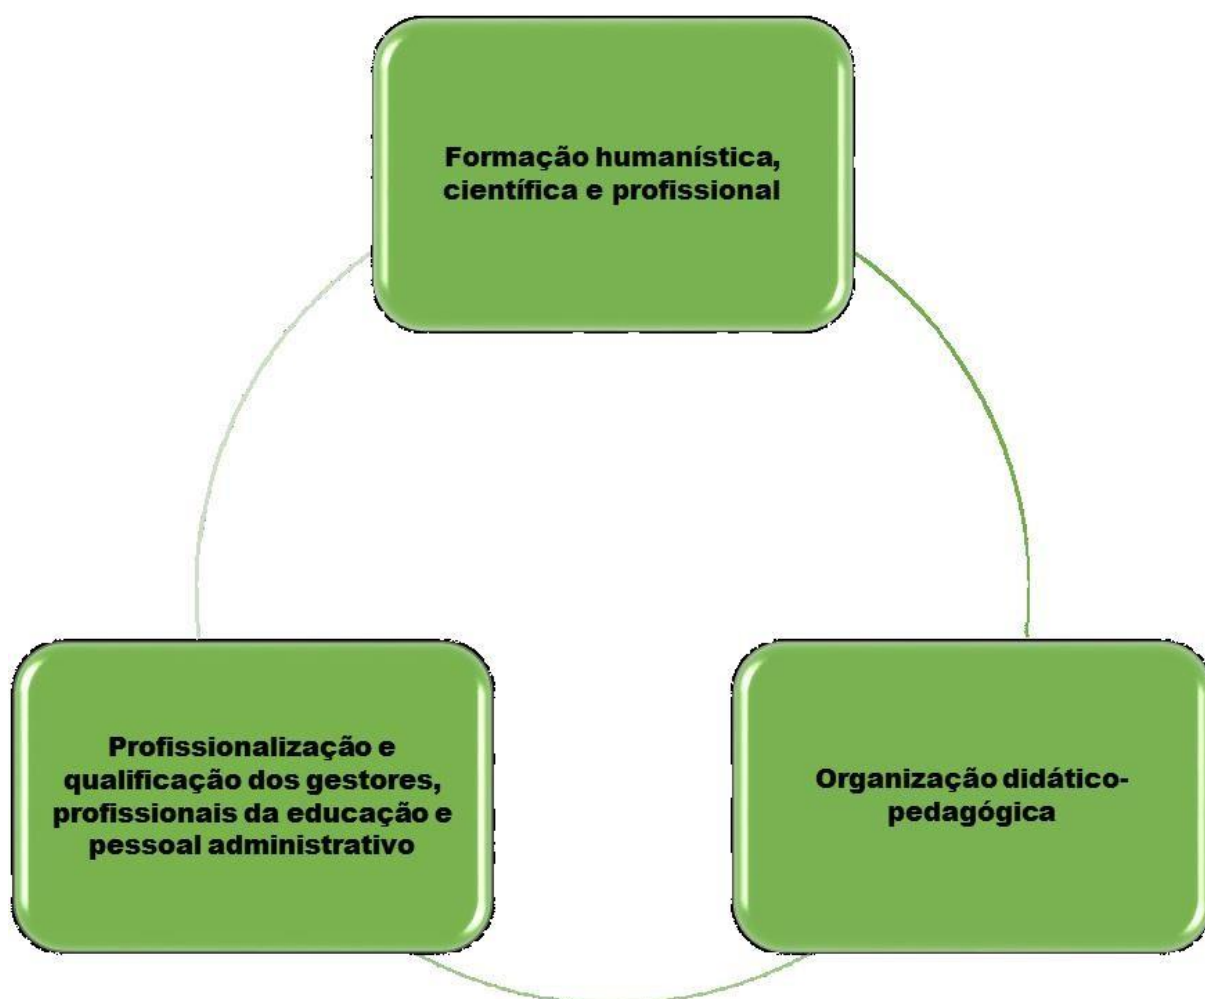 Formação humanística,
científica e profissional
Profissionalização e
qualificação dos gestores,
profissionais da educação e
pessoal administrativo
Organização didático-
pedagógica